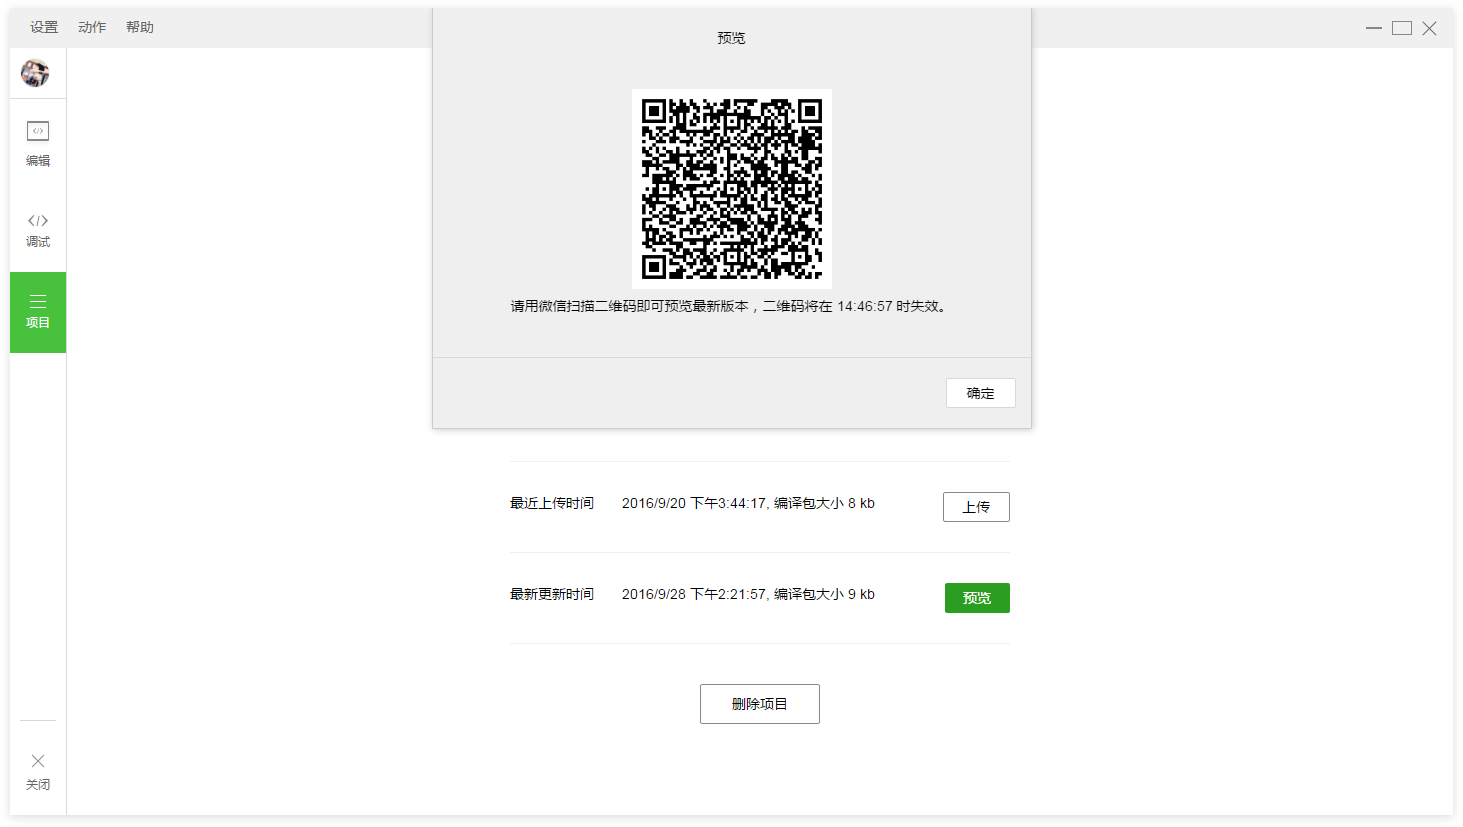 设置 动作 帮助
预览
</>
编辑
</>
调试
项目
请用微信扫描二维码即可预览最新版本，二维码将在 14:46:57 时失效。
确定
最近上传时间 2016/9/20 下午3:44:17, 编译包大小 8 kb 上传
最新更新时间 2016/9/28 下午2:21:57, 编译包大小 9 kb 预览
删除项目
关闭